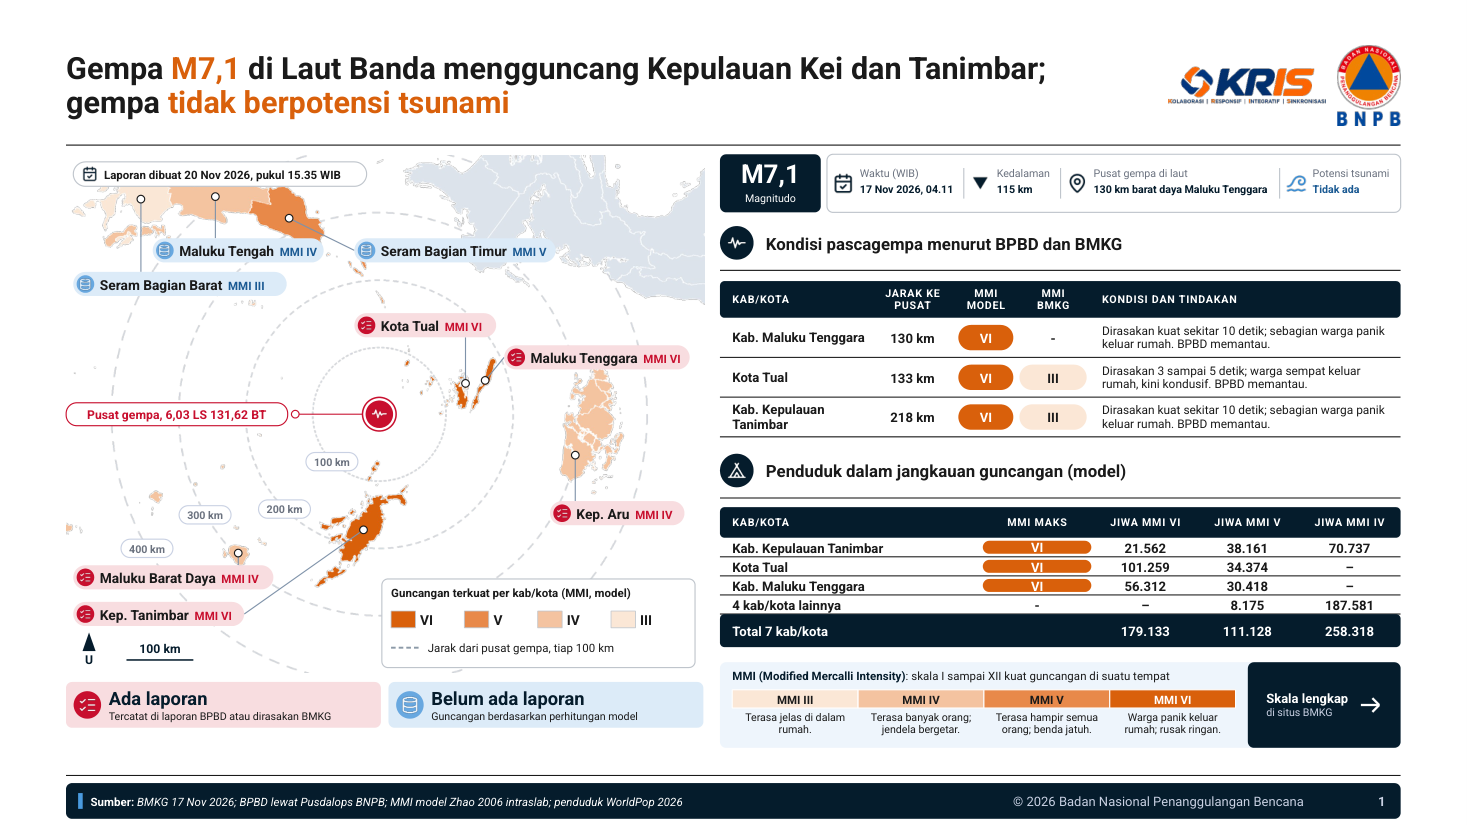 Gempa M7,1 di Laut Banda mengguncang Kepulauan Kei dan Tanimbar;
gempa tidak berpotensi tsunami
KRIS
KOLABORASI | RESPONSIF | INTEGRATIF | SINKRONISASI
BADAN NASIONAL
PENANGGULANGAN BENCANA
BNPB
Laporan dibuat 20 Nov 2026, pukul 15.35 WIB
Maluku Tengah MMI IV
Seram Bagian Timur MMI V
Seram Bagian Barat MMI III
Kota Tual MMI VI
Maluku Tenggara MMI VI
Pusat gempa, 6,03 LS 131,62 BT
100 km
200 km
300 km
400 km
Kep. Aru MMI IV
Maluku Barat Daya MMI IV
Kep. Tanimbar MMI VI
U
100 km
Guncangan terkuat per kab/kota (MMI, model)
VI V IV III
Jarak dari pusat gempa, tiap 100 km
Ada laporan
Tercatat di laporan BPBD atau dirasakan BMKG
Belum ada laporan
Guncangan berdasarkan perhitungan model
M7,1
Magnitudo
Waktu (WIB)
17 Nov 2026, 04.11
Kedalaman
115 km
Pusat gempa di laut
130 km barat daya Maluku Tenggara
Potensi tsunami
Tidak ada
Kondisi pascagempa menurut BPBD dan BMKG
KAB/KOTA JARAK KE PUSAT MMI MODEL MMI BMKG KONDISI DAN TINDAKAN
Kab. Maluku Tenggara 130 km VI - Dirasakan kuat sekitar 10 detik; sebagian warga panik
keluar rumah. BPBD memantau.
Kota Tual 133 km VI III Dirasakan 3 sampai 5 detik; warga sempat keluar
rumah, kini kondusif. BPBD memantau.
Kab. Kepulauan Tanimbar 218 km VI III Dirasakan kuat sekitar 10 detik; sebagian warga panik
keluar rumah. BPBD memantau.
Penduduk dalam jangkauan guncangan (model)
KAB/KOTA MMI MAKS JIWA MMI VI JIWA MMI V JIWA MMI IV
Kab. Kepulauan Tanimbar VI 21.562 38.161 70.737
Kota Tual VI 101.259 34.374 –
Kab. Maluku Tenggara VI 56.312 30.418 –
4 kab/kota lainnya - – 8.175 187.581
Total 7 kab/kota 179.133 111.128 258.318
MMI (Modified Mercalli Intensity): skala I sampai XII kuat guncangan di suatu tempat
MMI III MMI IV MMI V MMI VI
Terasa jelas di dalam
rumah.
Terasa banyak orang;
jendela bergetar.
Terasa hampir semua
orang; benda jatuh.
Warga panik keluar
rumah; rusak ringan.
Skala lengkap
di situs BMKG
Sumber: BMKG 17 Nov 2026; BPBD lewat Pusdalops BNPB; MMI model Zhao 2006 intraslab; penduduk WorldPop 2026
© 2026 Badan Nasional Penanggulangan Bencana
1